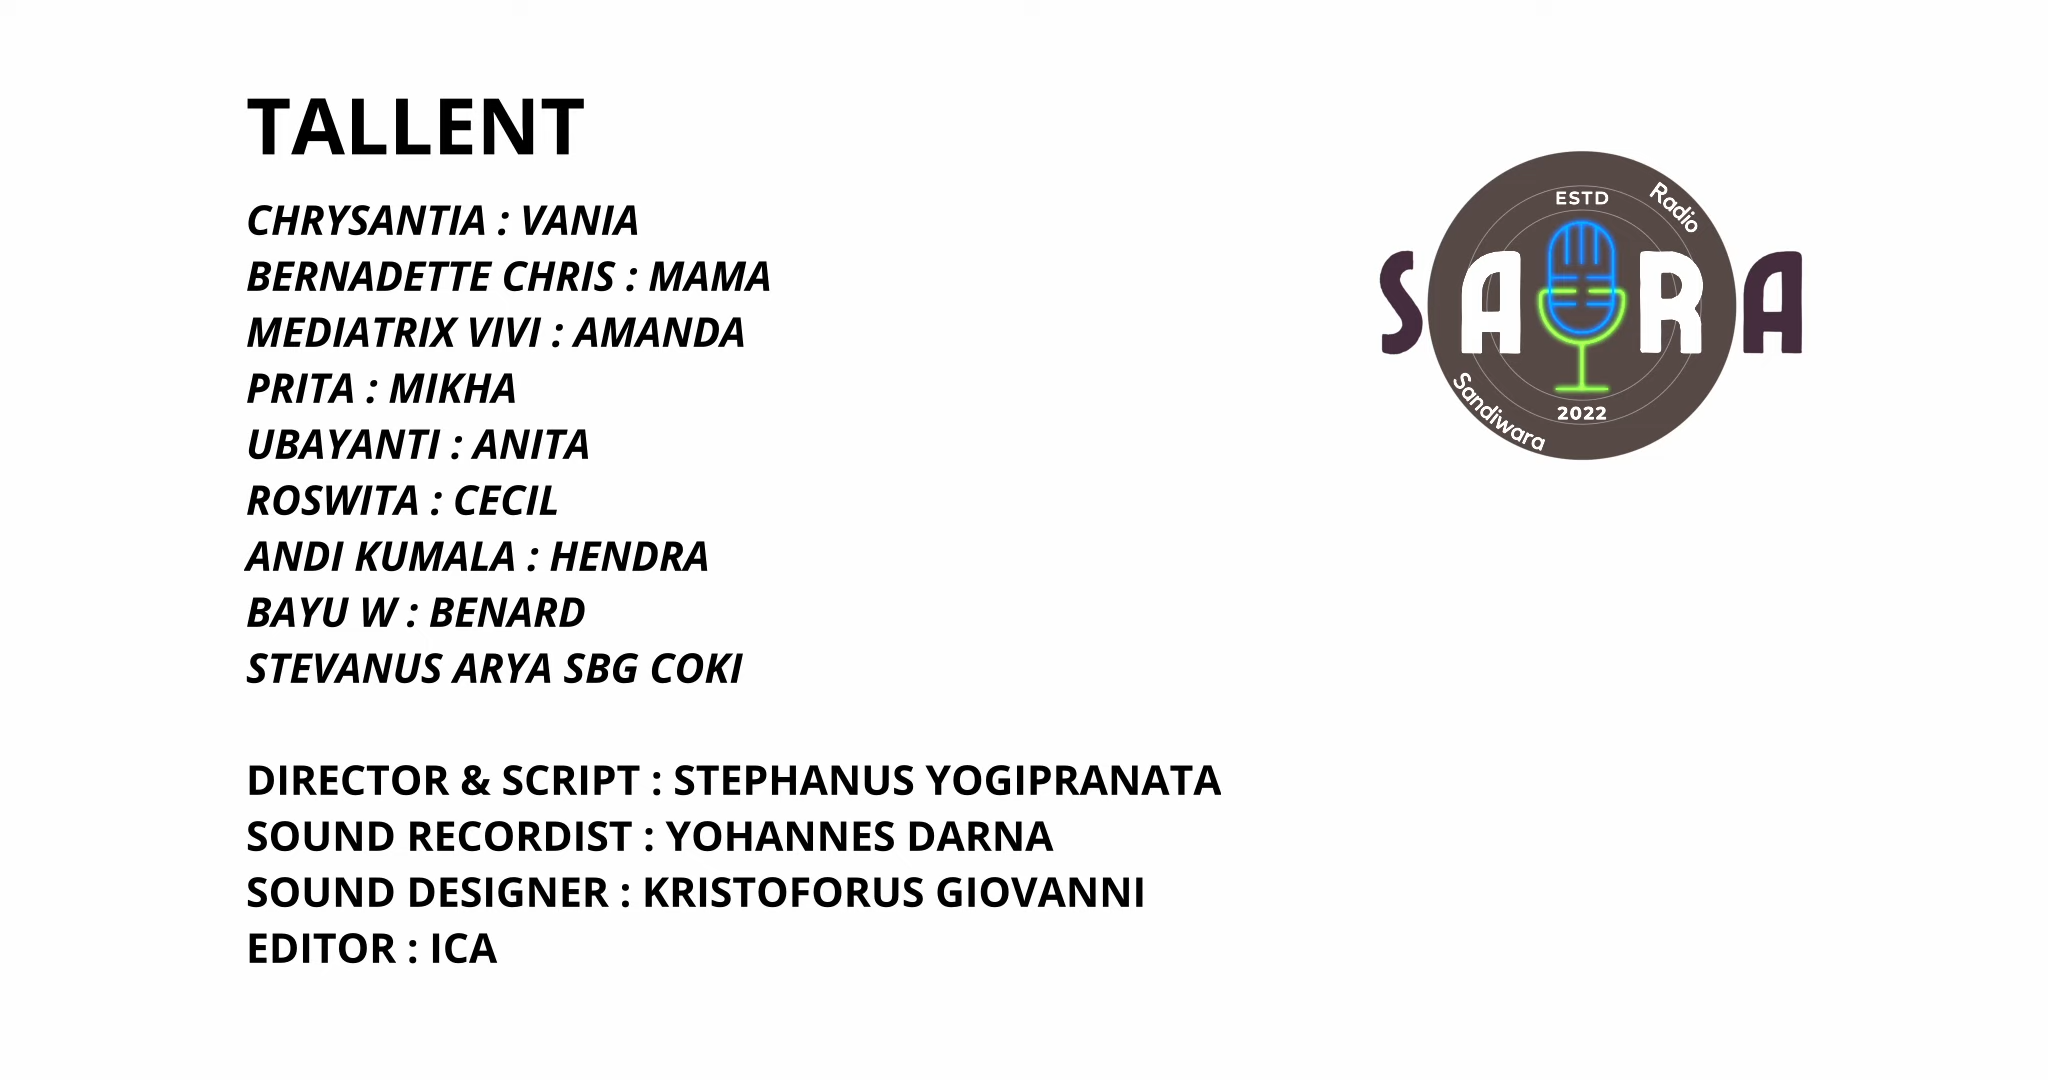 TALLENT
CHRYSANTIA : VANIA
BERNADETTE CHRIS : MAMA
MEDIATRIX VIVI : AMANDA
PRITA : MIKHA
UBAYANTI : ANITA
ROSWITA : CECIL
ANDI KUMALA : HENDRA
BAYU W : BENARD
STEVANUS ARYA SBG COKI
DIRECTOR & SCRIPT : STEPHANUS YOGIPRANATA
SOUND RECORDIST : YOHANNES DARNA
SOUND DESIGNER : KRISTOFORUS GIOVANNI
EDITOR : ICA
ESTD
Radio
SA RA
Sandiwara
2022